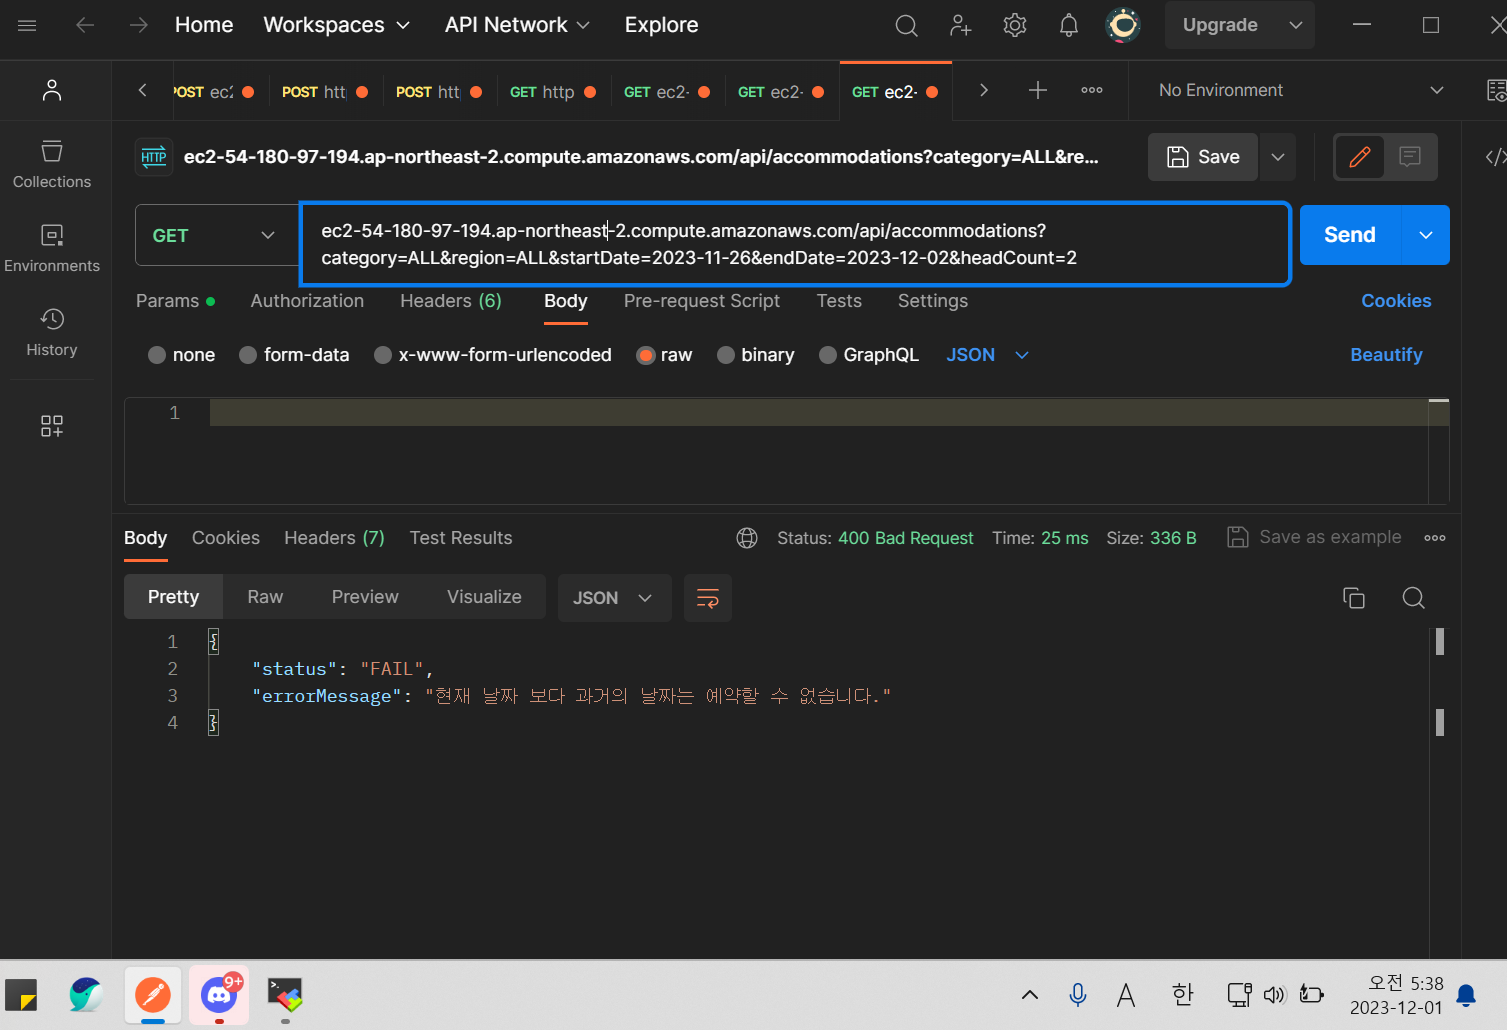 Home Workspaces API Network Explore Upgrade
POST ec2 POST htt POST htt GET http GET ec2- GET ec2- GET ec2- No Environment
HTTP ec2-54-180-97-194.ap-northeast-2.compute.amazonaws.com/api/accommodations?category=ALL&re... Save
Collections
Environments
History
GET ec2-54-180-97-194.ap-northeast-2.compute.amazonaws.com/api/accommodations?
category=ALL&region=ALL&startDate=2023-11-26&endDate=2023-12-02&headCount=2
Send
Params Authorization Headers (6) Body Pre-request Script Tests Settings Cookies
none form-data x-www-form-urlencoded raw binary GraphQL JSON Beautify
1
Body Cookies Headers (7) Test Results Status: 400 Bad Request Time: 25 ms Size: 336 B Save as example
Pretty Raw Preview Visualize JSON
1 {
2 "status": "FAIL",
3 "errorMessage": "현재 날짜 보다 과거의 날짜는 예약할 수 없습니다."
4 }
9+
A 한 오전 5:38
2023-12-01